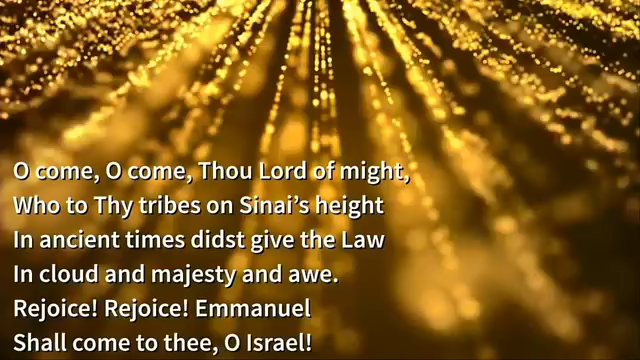 O come, O come, Thou Lord of might,
Who to Thy tribes on Sinai’s height
In ancient times didst give the Law
In cloud and majesty and awe.
Rejoice! Rejoice! Emmanuel
Shall come to thee, O Israel!